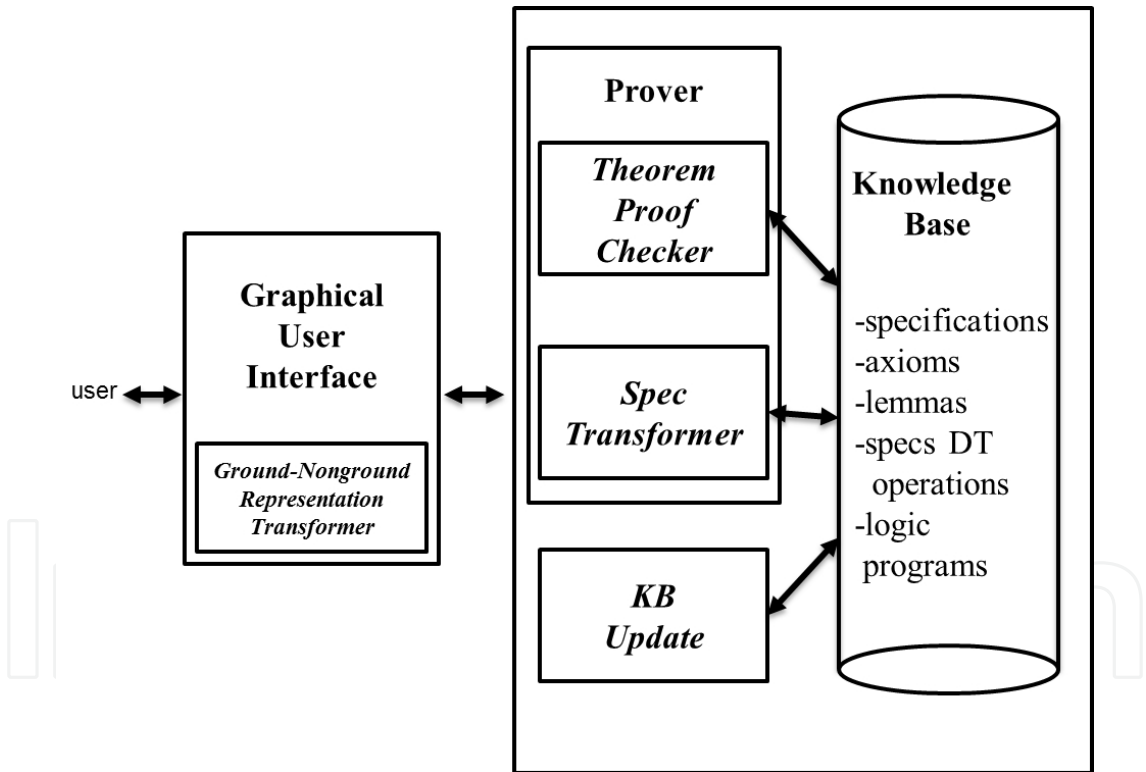 user
Graphical
User
Interface
Ground-Nonground
Representation
Transformer
Prover
Theorem
Proof
Checker
Spec
Transformer
KB
Update
Knowledge
Base
-specifications
-axioms
-lemmas
-specs DT
operations
-logic
programs